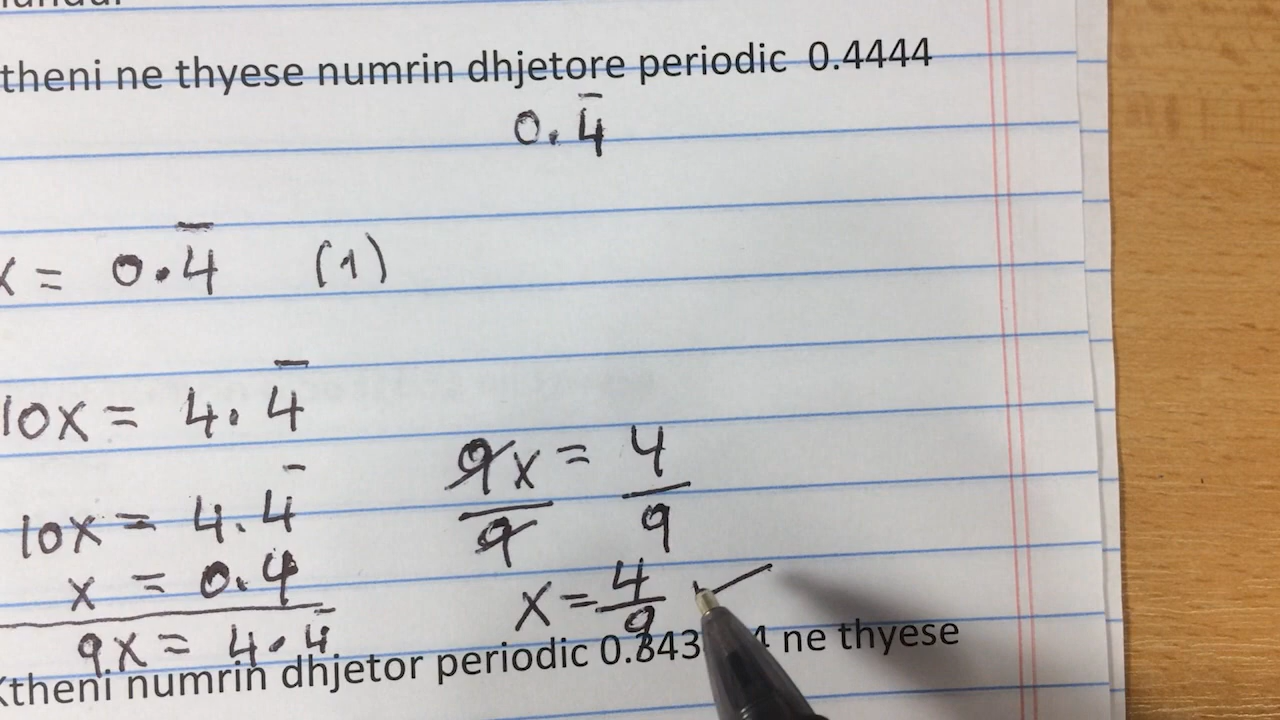 theni ne thyese numrin dhjetore periodic 0.4444
0.4̅
x = 0.4̅ (1)
10x = 4.4̅
10x = 4.4̅
x = 0.4
9x = 4.4̅
9x = 4
9 9
x = 4
9
Ktheni numrin dhjetor periodic ne thyese